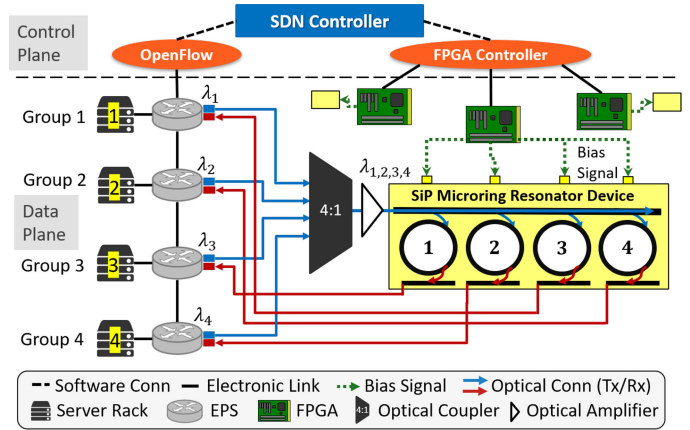 SDN Controller
Control
Plane
OpenFlow
FPGA Controller
Group 1
1
λ1
Group 2
2
λ2
λ1,2,3,4
Bias
Signal
SiP Microring Resonator Device
4:1
Data
Plane
Group 3
3
λ3
1 2 3 4
Group 4
4
λ4
Software Conn Electronic Link Bias Signal Optical Conn (Tx/Rx)
Server Rack EPS FPGA 4:1 Optical Coupler Optical Amplifier